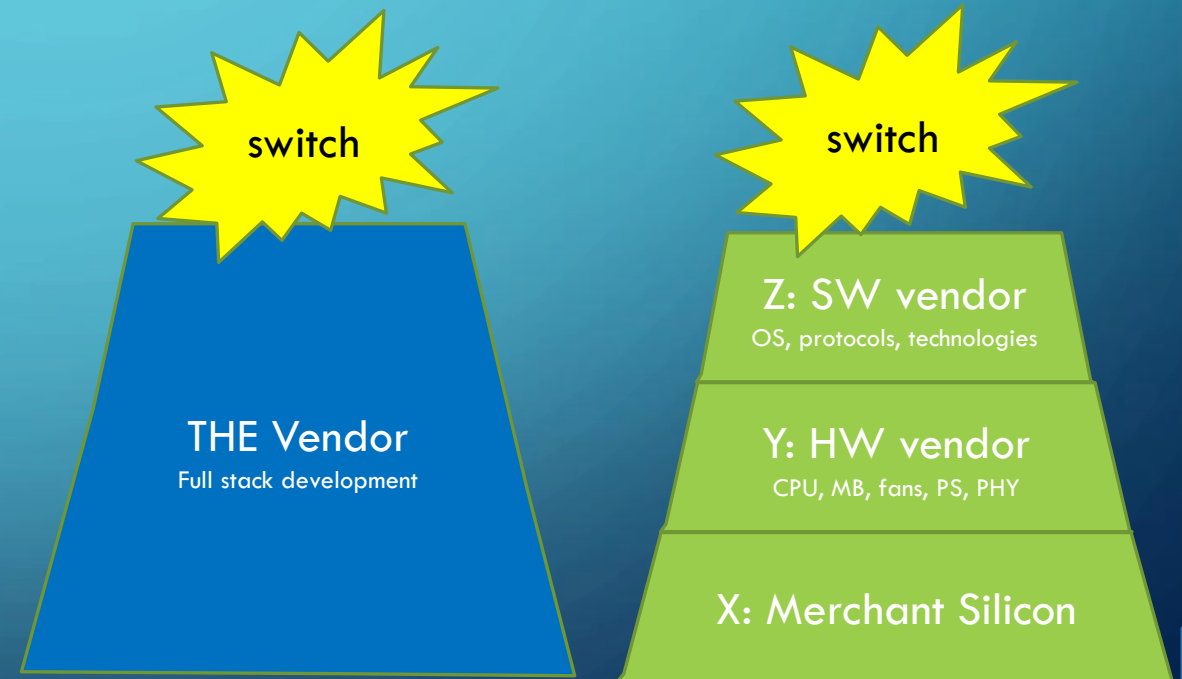 switch
THE Vendor
Full stack development
switch
Z: SW vendor
OS, protocols, technologies
Y: HW vendor
CPU, MB, fans, PS, PHY
X: Merchant Silicon